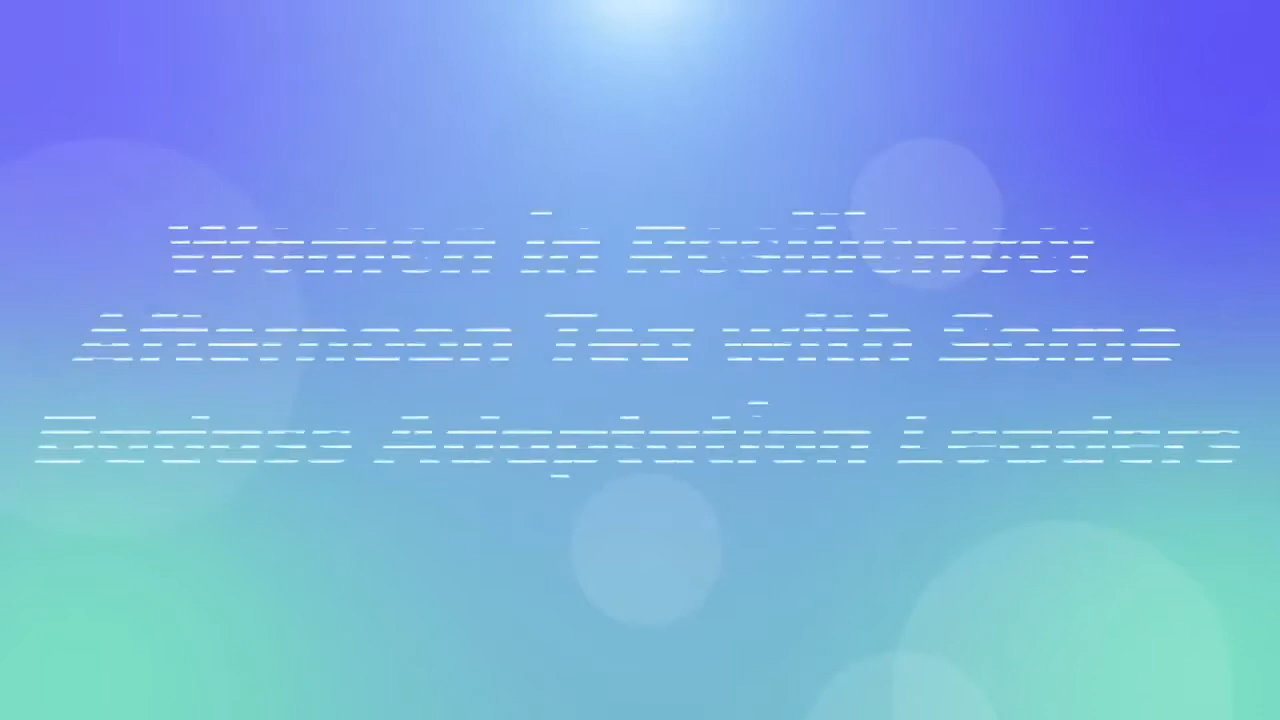 Women in Resilience:
Afternoon Tea with Some
Badass Adaptation Leaders